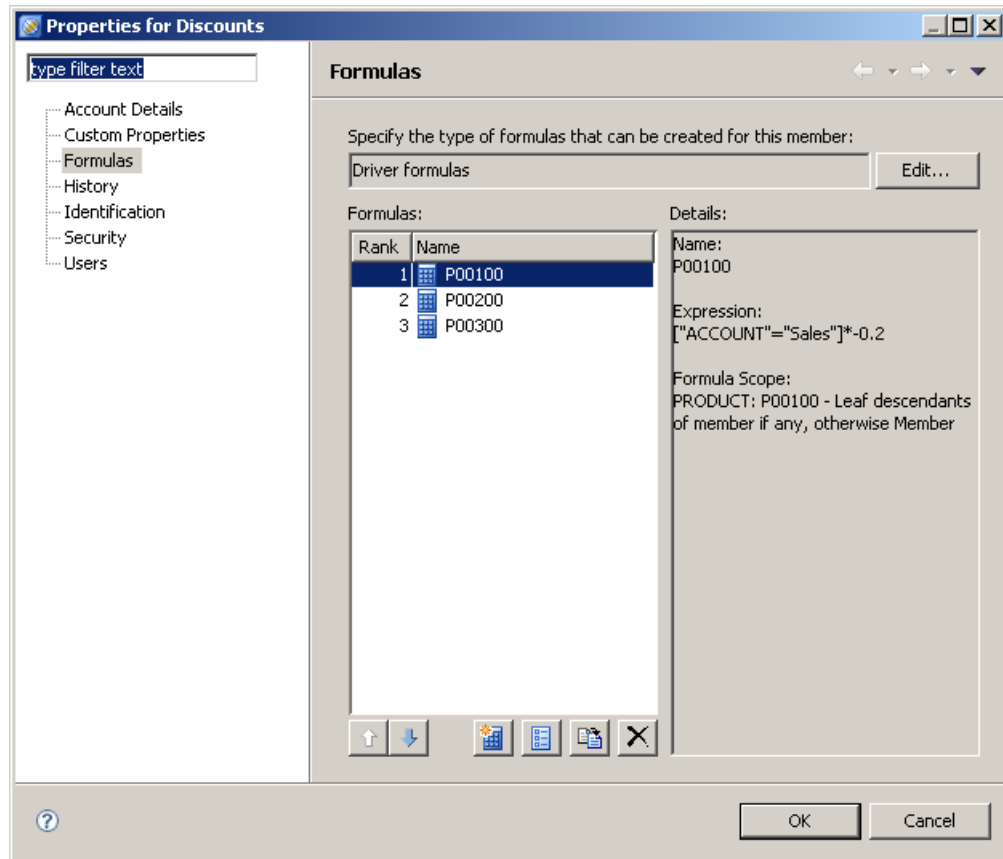 Properties for Discounts
type filter text
Account Details
Custom Properties
Formulas
History
Identification
Security
Users
Formulas
Specify the type of formulas that can be created for this member:
Driver formulas
Edit...
Formulas:
Rank Name
1 P00100
2 P00200
3 P00300
Details:
Name:
P00100
Expression:
["ACCOUNT"="Sales"]*-0.2
Formula Scope:
PRODUCT: P00100 - Leaf descendants
of member if any, otherwise Member
OK
Cancel